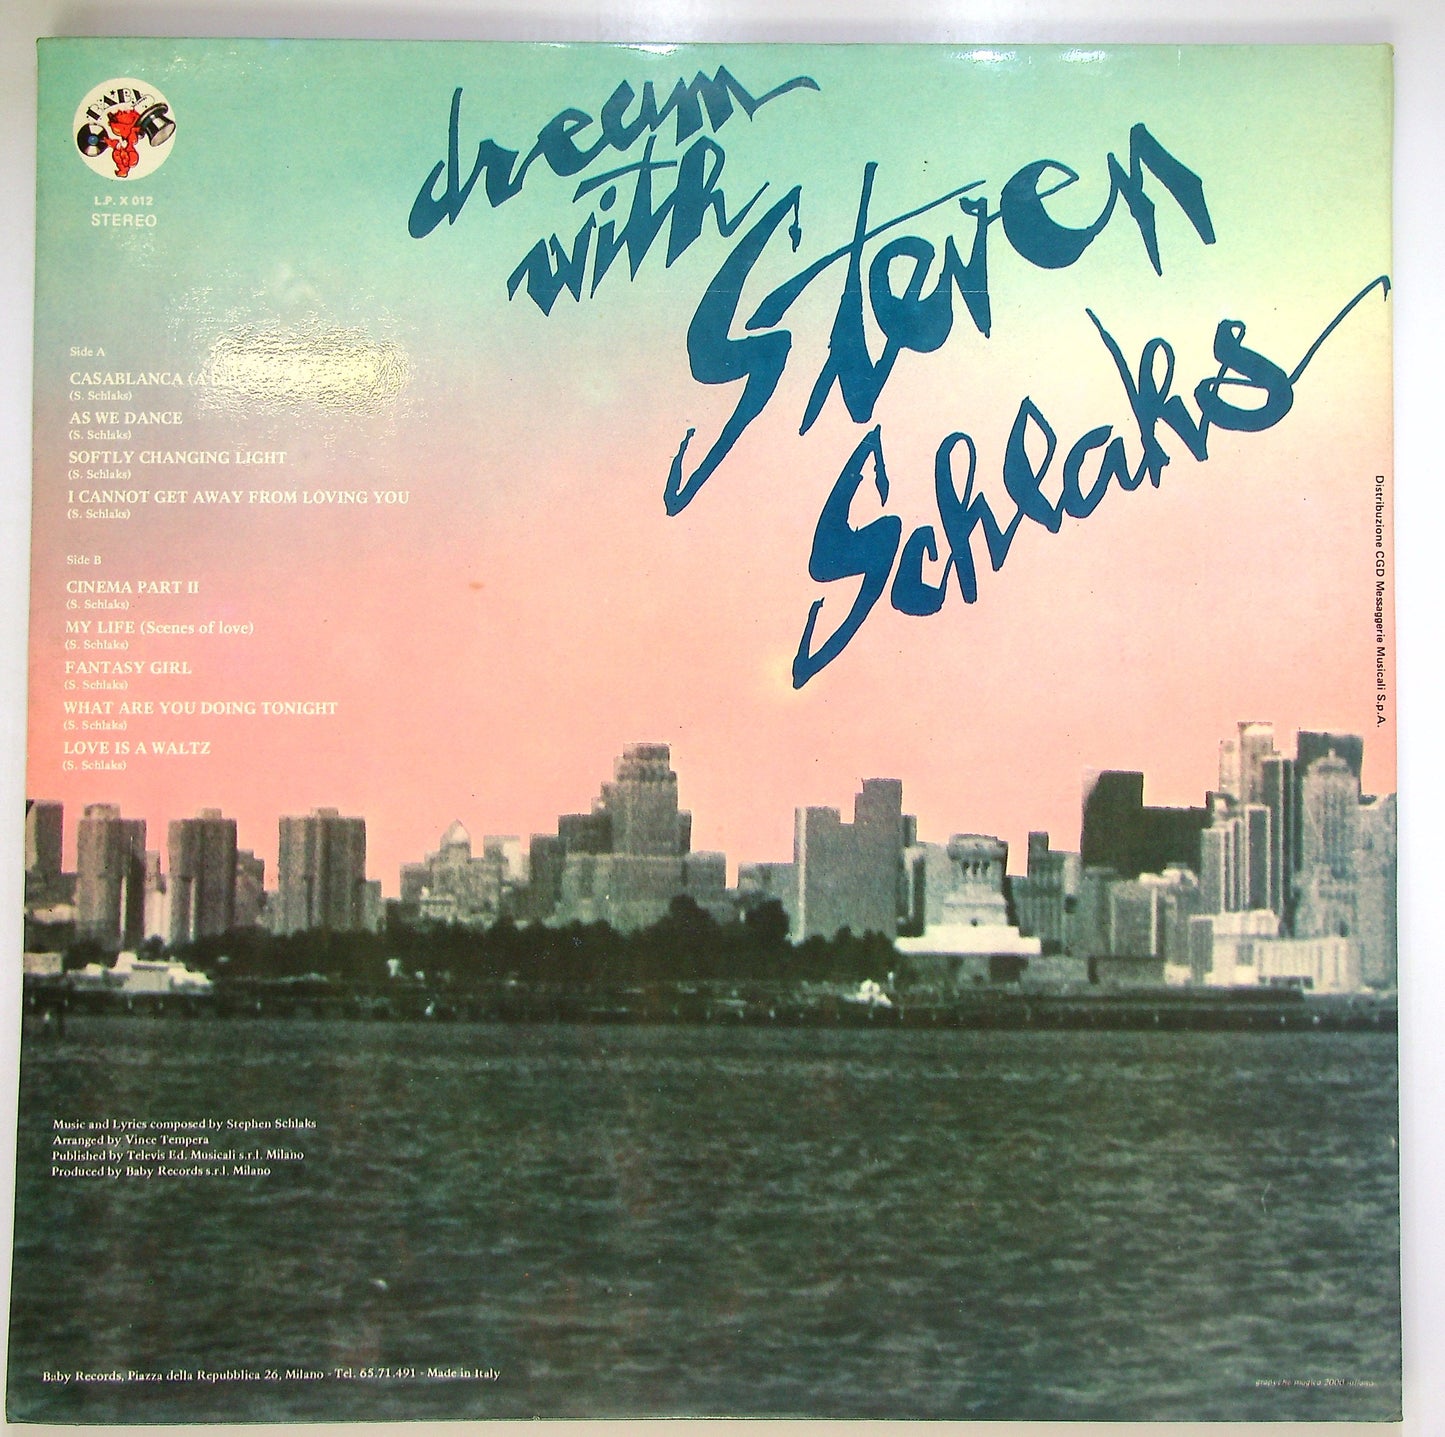 BABY
L.P. X 012
STEREO
dream
with
Steven
Schlaks
Side A
CASABLANCA (A
(S. Schlaks)
AS WE DANCE
(S. Schlaks)
SOFTLY CHANGING LIGHT
(S. Schlaks)
I CANNOT GET AWAY FROM LOVING YOU
(S. Schlaks)
Side B
CINEMA PART II
(S. Schlaks)
MY LIFE (Scenes of love)
(S. Schlaks)
FANTASY GIRL
(S. Schlaks)
WHAT ARE YOU DOING TONIGHT
(S. Schlaks)
LOVE IS A WALTZ
(S. Schlaks)
Distribuzione CGD Messaggerie Musicali S.p.A.
Music and Lyrics composed by Stephen Schlaks
Arranged by Vince Tempera
Published by Televis Ed. Musicali s.r.l. Milano
Produced by Baby Records s.r.l. Milano
Baby Records, Piazza della Repubblica 26, Milano - Tel. 65.71.491 - Made in Italy
magica 2000 milano